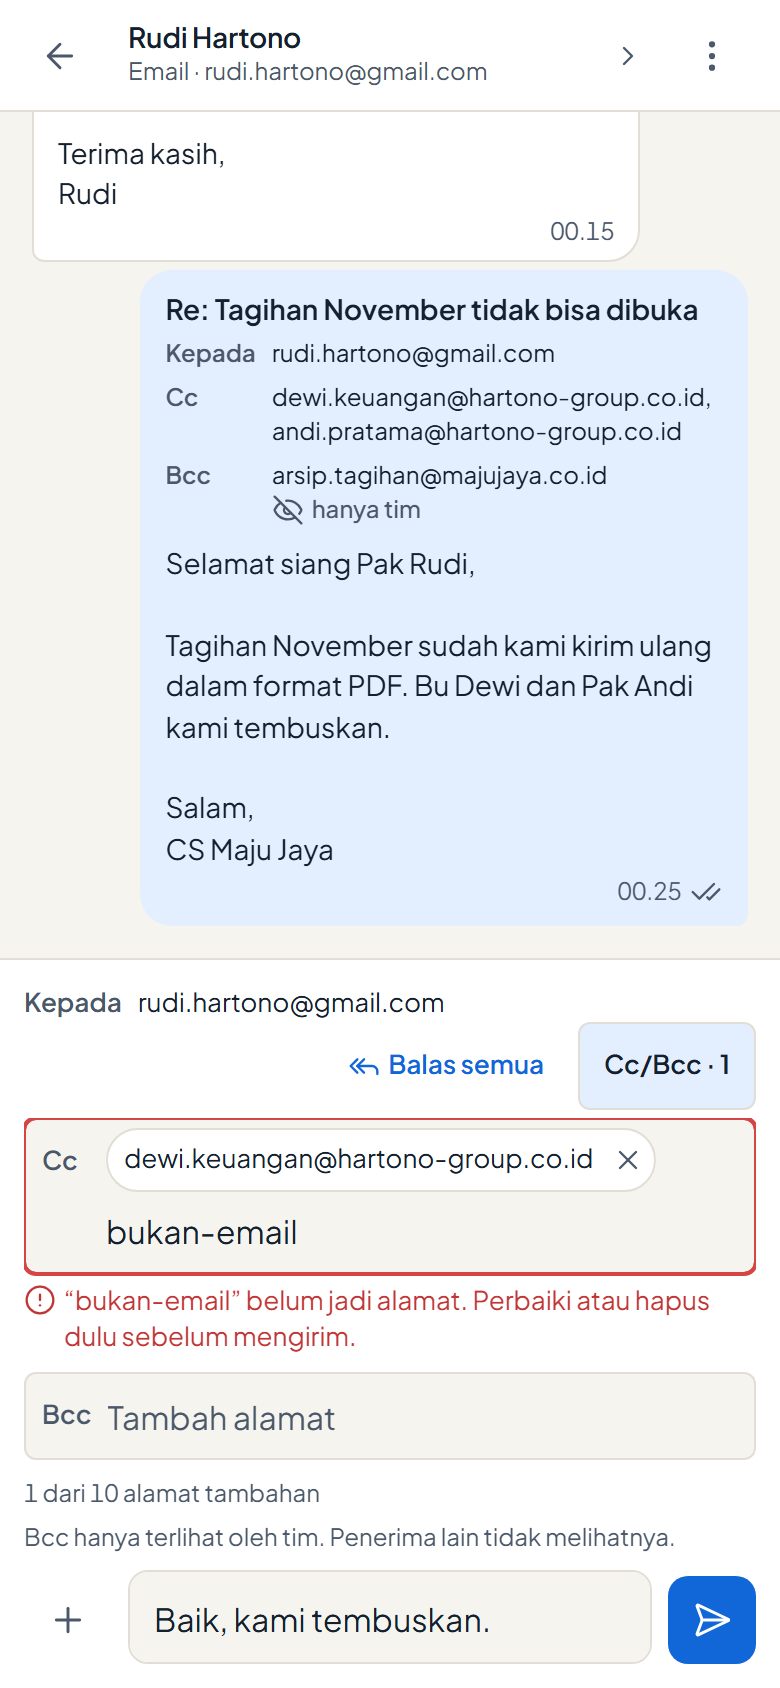 Rudi Hartono
Email · rudi.hartono@gmail.com
Terima kasih,
Rudi
00.15
Re: Tagihan November tidak bisa dibuka
Kepada rudi.hartono@gmail.com
Cc dewi.keuangan@hartono-group.co.id,
andi.pratama@hartono-group.co.id
Bcc arsip.tagihan@majujaya.co.id
hanya tim
Selamat siang Pak Rudi,
Tagihan November sudah kami kirim ulang
dalam format PDF. Bu Dewi dan Pak Andi
kami tembuskan.
Salam,
CS Maju Jaya
00.25
Kepada rudi.hartono@gmail.com
Balas semua
Cc/Bcc · 1
Cc dewi.keuangan@hartono-group.co.id
bukan-email
“bukan-email” belum jadi alamat. Perbaiki atau hapus
dulu sebelum mengirim.
Bcc Tambah alamat
1 dari 10 alamat tambahan
Bcc hanya terlihat oleh tim. Penerima lain tidak melihatnya.
Baik, kami tembuskan.